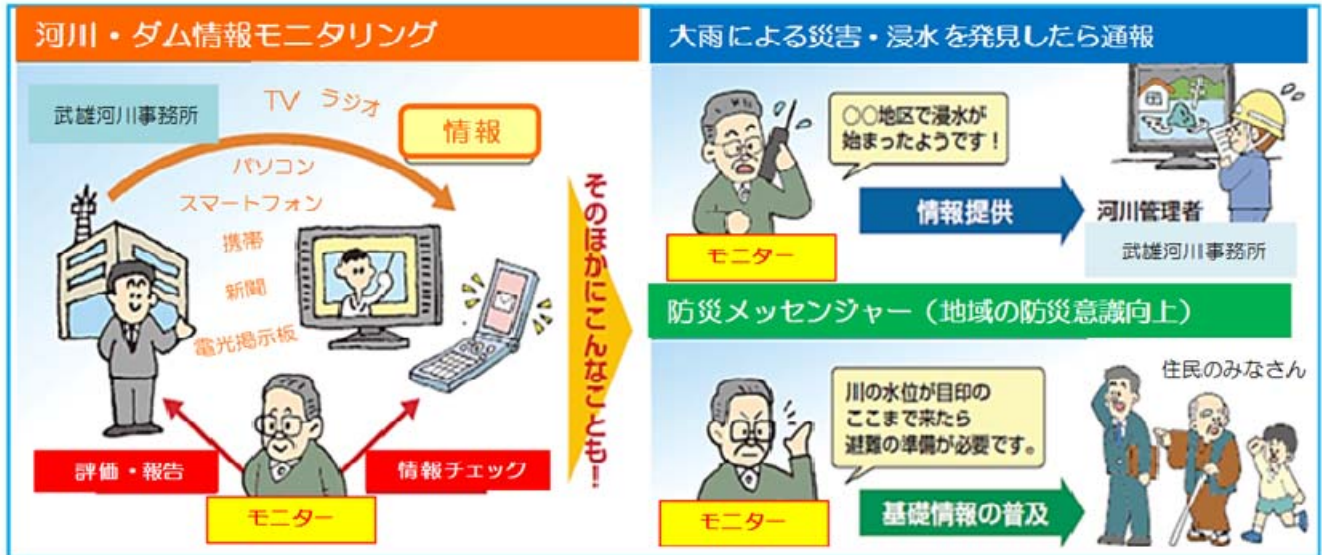 河川・ダム情報モニタリング
武雄河川事務所
TV ラジオ
情報
パソコン
スマートフォン
携帯
新聞
電光掲示板
評価・報告
情報チェック
モニター
そのほかにこんなことも！
大雨による災害・浸水を発見したら通報
○○地区で浸水が
始まったようです！
情報提供
河川管理者
武雄河川事務所
モニター
防災メッセンジャー（地域の防災意識向上）
川の水位が目印の
ここまで来たら
避難の準備が必要です。
住民のみなさん
モニター
基礎情報の普及